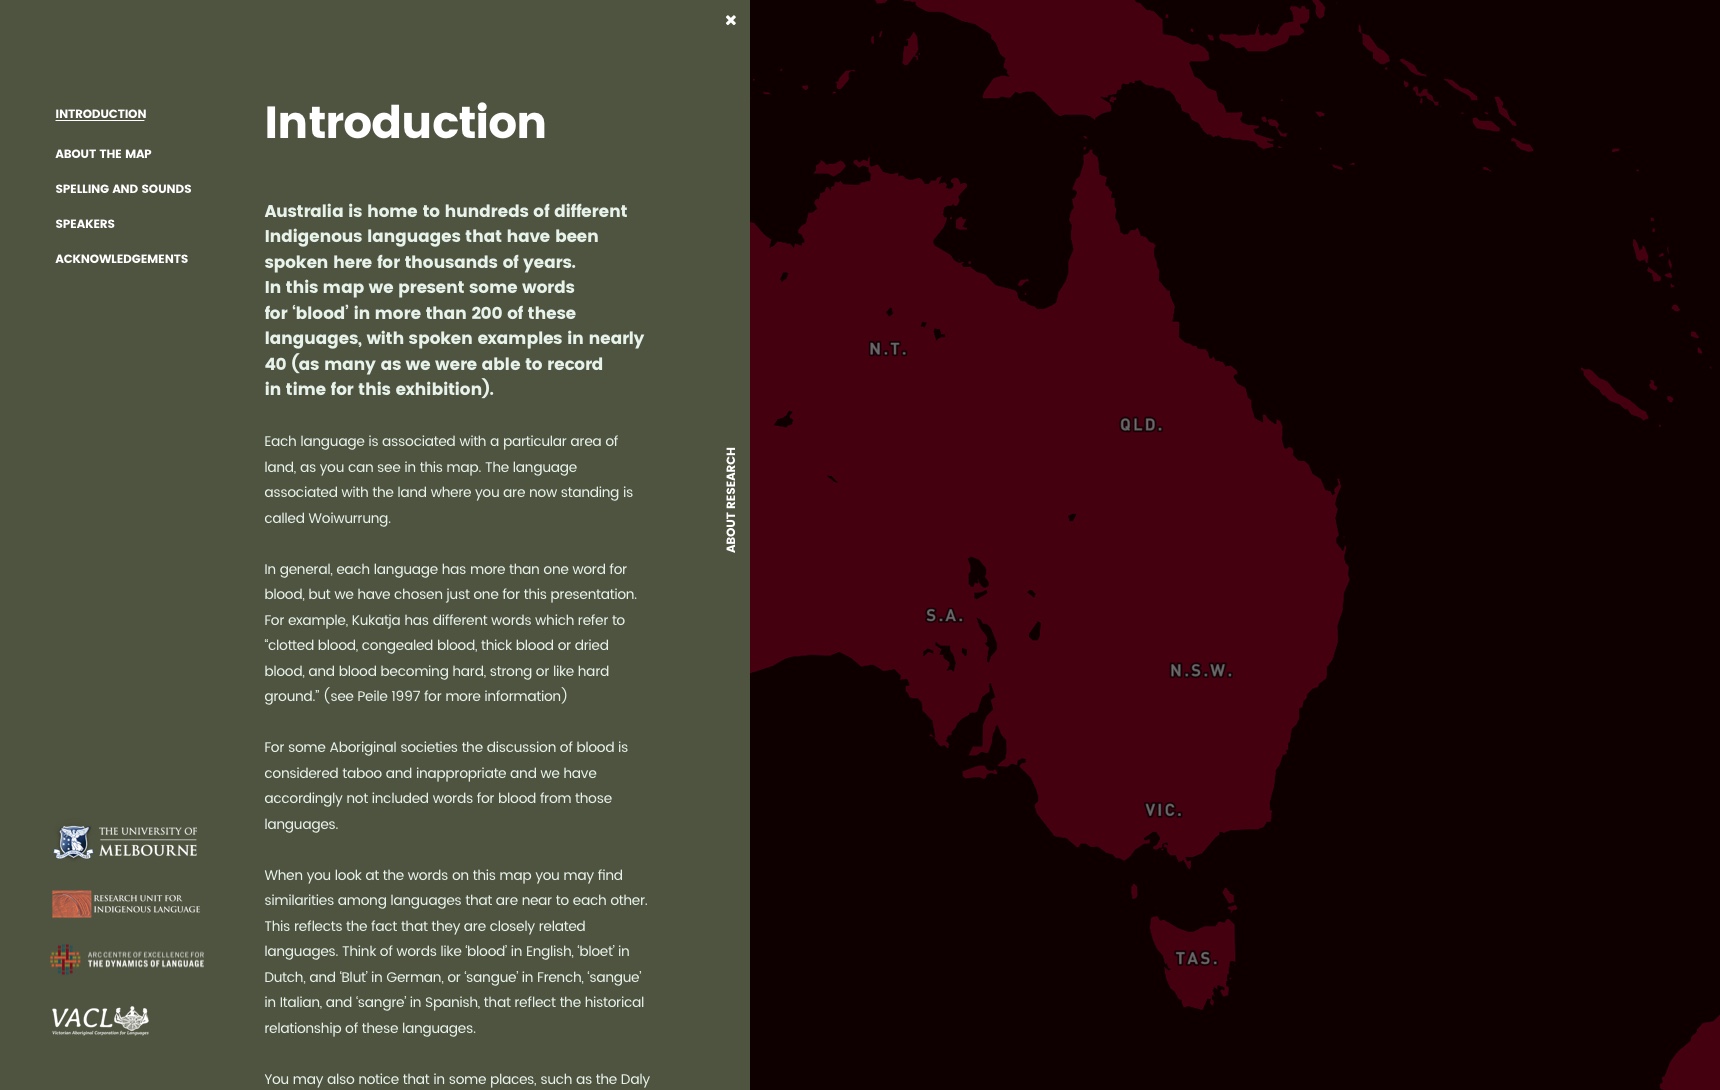 INTRODUCTION
ABOUT THE MAP
SPELLING AND SOUNDS
SPEAKERS
ACKNOWLEDGEMENTS
Introduction
Australia is home to hundreds of different
Indigenous languages that have been
spoken here for thousands of years.
In this map we present some words
for ‘blood’ in more than 200 of these
languages, with spoken examples in nearly
40 (as many as we were able to record
in time for this exhibition).
Each language is associated with a particular area of
land, as you can see in this map. The language
associated with the land where you are now standing is
called Woiwurrung.
In general, each language has more than one word for
blood, but we have chosen just one for this presentation.
For example, Kukatja has different words which refer to
“clotted blood, congealed blood, thick blood or dried
blood, and blood becoming hard, strong or like hard
ground.” (see Peile 1997 for more information)
For some Aboriginal societies the discussion of blood is
considered taboo and inappropriate and we have
accordingly not included words for blood from those
languages.
When you look at the words on this map you may find
similarities among languages that are near to each other.
This reflects the fact that they are closely related
languages. Think of words like ‘blood’ in English, ‘bloet’ in
Dutch, and ‘Blut’ in German, or ‘sangue’ in French, ‘sangue’
in Italian, and ‘sangre’ in Spanish, that reflect the historical
relationship of these languages.
You may also notice that in some places, such as the Daly
THE UNIVERSITY OF
MELBOURNE
RESEARCH UNIT FOR
INDIGENOUS LANGUAGE
ARC CENTRE OF EXCELLENCE FOR
THE DYNAMICS OF LANGUAGE
VACL
Victorian Aboriginal Corporation for Languages
ABOUT RESEARCH
N.T.
QLD.
S.A.
N.S.W.
VIC.
TAS.